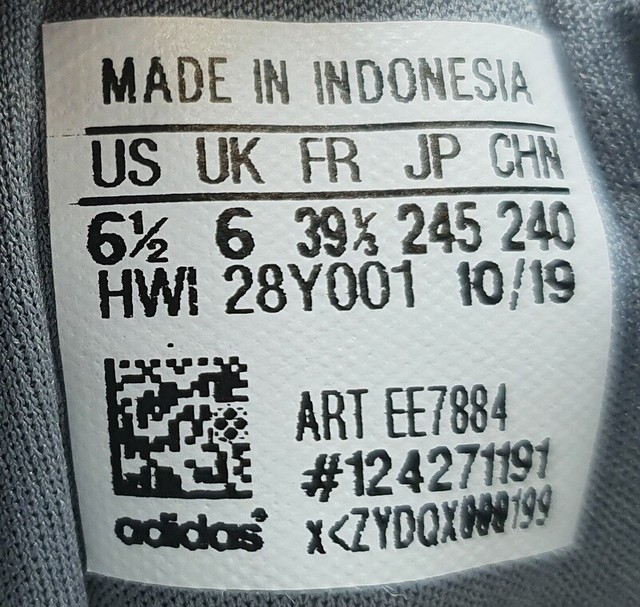 MADE IN INDONESIA
US UK FR JP CHN
6½ 6 39⅓ 245 240
HWI 28Y001 10/19
ART EE7884
#124271191
adidas